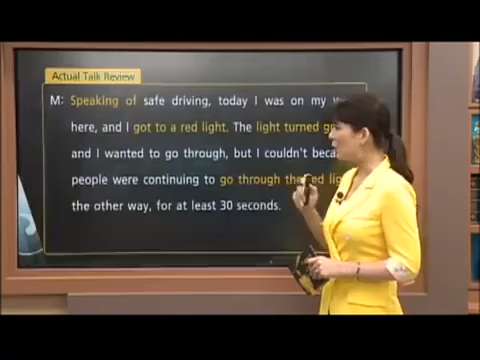 Actual Talk Review
M: Speaking of safe driving, today I was on my
here, and I got to a red light. The light turned
and I wanted to go through, but I couldn't
people were continuing to go through the red
the other way, for at least 30 seconds.